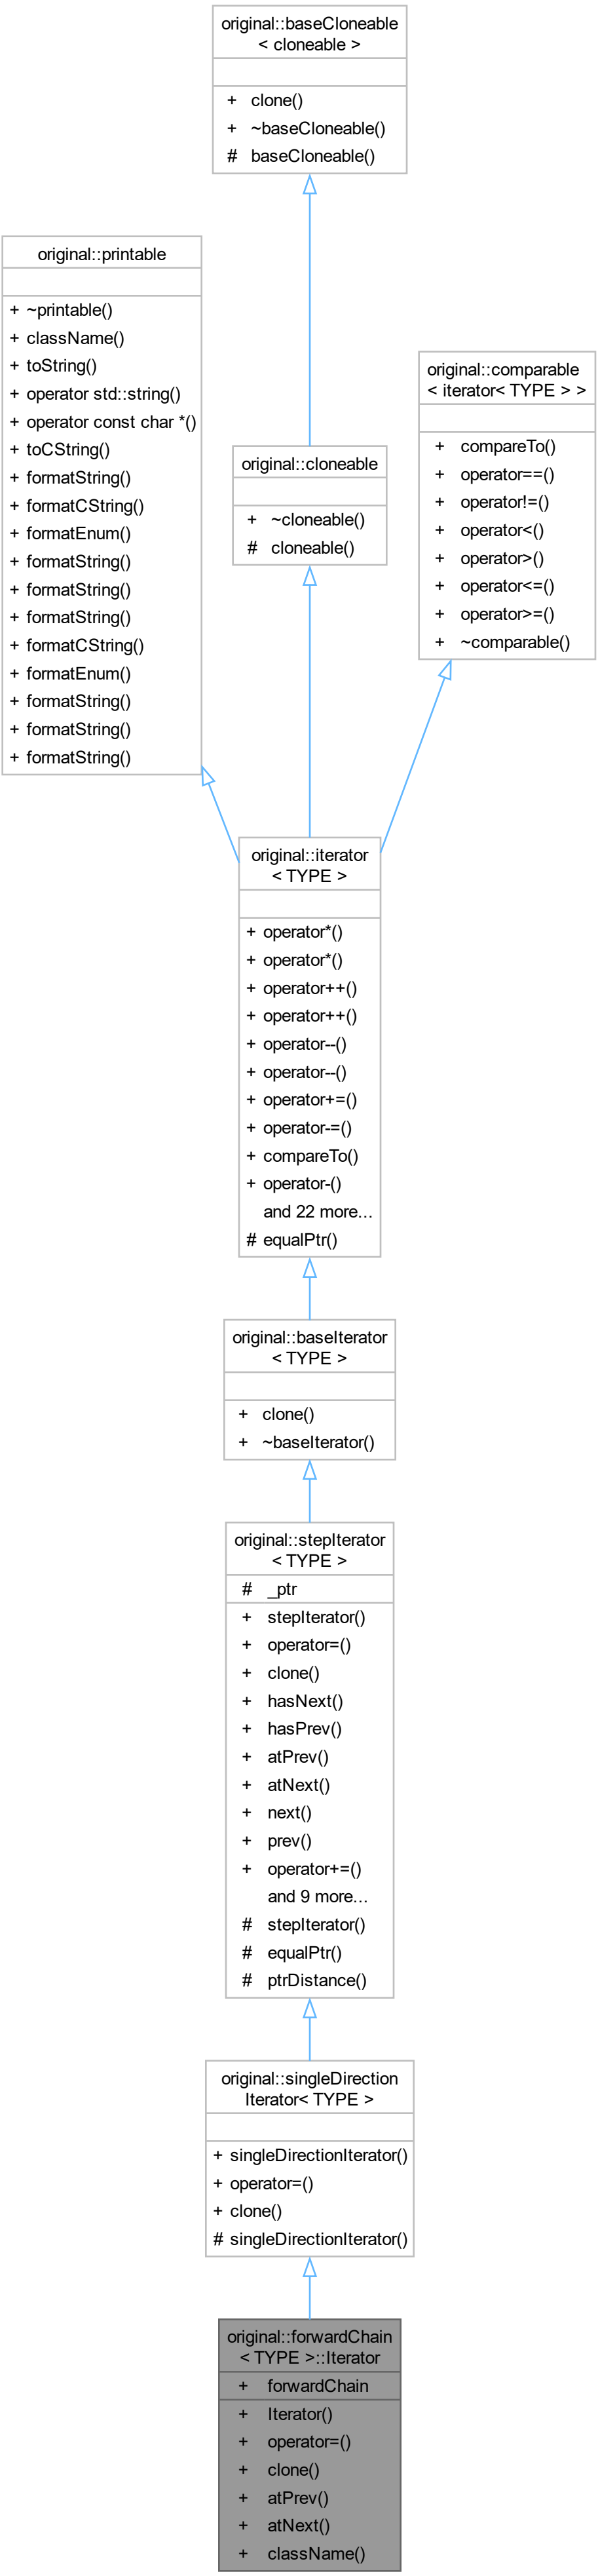 original::baseCloneable
< cloneable >
+ clone()
+ ~baseCloneable()
# baseCloneable()
original::printable
+ ~printable()
+ className()
+ toString()
+ operator std::string()
+ operator const char *()
+ toCString()
+ formatString()
+ formatCString()
+ formatEnum()
+ formatString()
+ formatString()
+ formatString()
+ formatCString()
+ formatEnum()
+ formatString()
+ formatString()
+ formatString()
original::cloneable
+ ~cloneable()
# cloneable()
original::comparable
< iterator< TYPE > >
+ compareTo()
+ operator==()
+ operator!=()
+ operator<()
+ operator>()
+ operator<=()
+ operator>=()
+ ~comparable()
original::iterator
< TYPE >
+ operator*()
+ operator*()
+ operator++()
+ operator++()
+ operator--()
+ operator--()
+ operator+=()
+ operator-=()
+ compareTo()
+ operator-()
and 22 more...
# equalPtr()
original::baseIterator
< TYPE >
+ clone()
+ ~baseIterator()
original::stepIterator
< TYPE >
# _ptr
+ stepIterator()
+ operator=()
+ clone()
+ hasNext()
+ hasPrev()
+ atPrev()
+ atNext()
+ next()
+ prev()
+ operator+=()
and 9 more...
# stepIterator()
# equalPtr()
# ptrDistance()
original::singleDirection
Iterator< TYPE >
+ singleDirectionIterator()
+ operator=()
+ clone()
# singleDirectionIterator()
original::forwardChain
< TYPE >::Iterator
+ forwardChain
+ Iterator()
+ operator=()
+ clone()
+ atPrev()
+ atNext()
+ className()